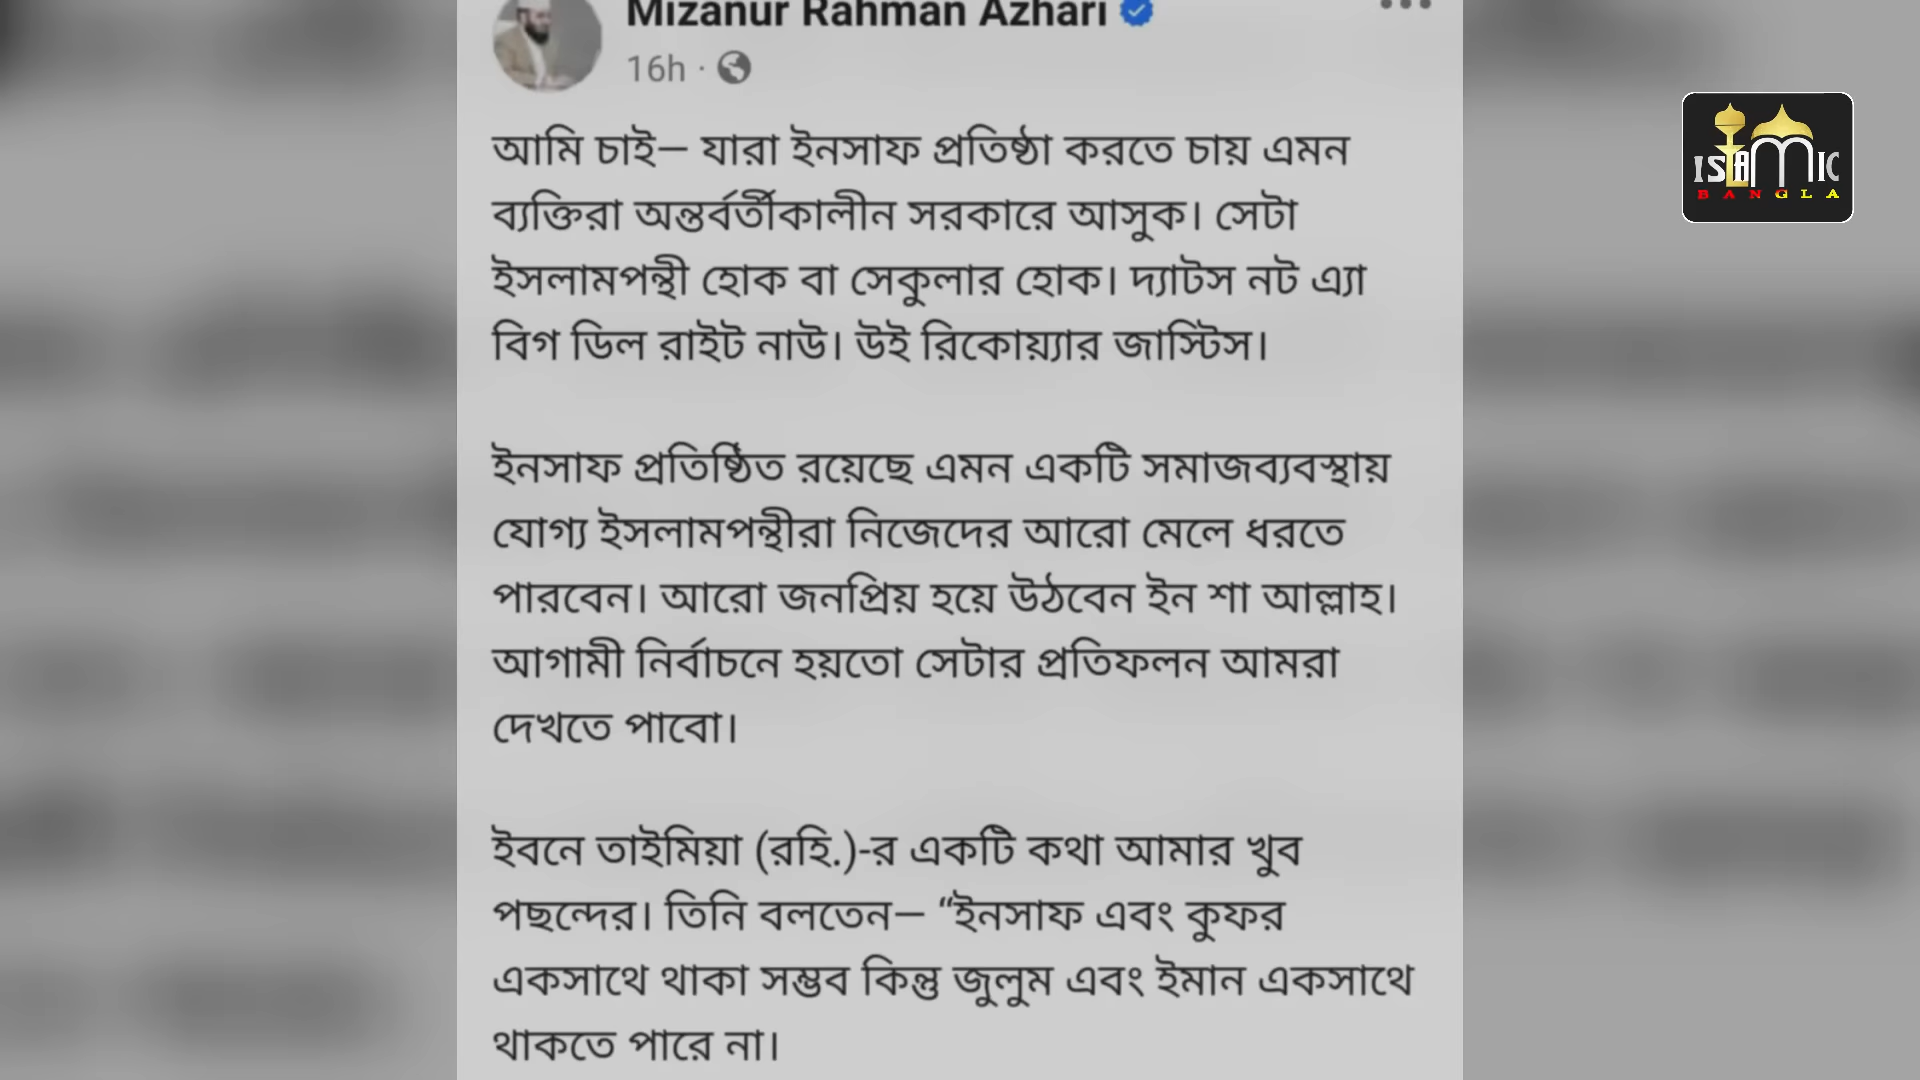 Mizanur Rahman Azhari
16h ·
আমি চাই— যারা ইনসাফ প্রতিষ্ঠা করতে চায় এমন
ব্যক্তিরা অন্তর্বর্তীকালীন সরকারে আসুক। সেটা
ইসলামপন্থী হোক বা সেকুলার হোক। দ্যাটস নট এ্যা
বিগ ডিল রাইট নাউ। উই রিকোয়্যার জাস্টিস।
ইনসাফ প্রতিষ্ঠিত রয়েছে এমন একটি সমাজব্যবস্থায়
যোগ্য ইসলামপন্থীরা নিজেদের আরো মেলে ধরতে
পারবেন। আরো জনপ্রিয় হয়ে উঠবেন ইন শা আল্লাহ।
আগামী নির্বাচনে হয়তো সেটার প্রতিফলন আমরা
দেখতে পাবো।
ইবনে তাইমিয়া (রহি.)-র একটি কথা আমার খুব
পছন্দের। তিনি বলতেন— “ইনসাফ এবং কুফর
একসাথে থাকা সম্ভব কিন্তু জুলুম এবং ইমান একসাথে
থাকতে পারে না।
ISLAMIC
BANGLA